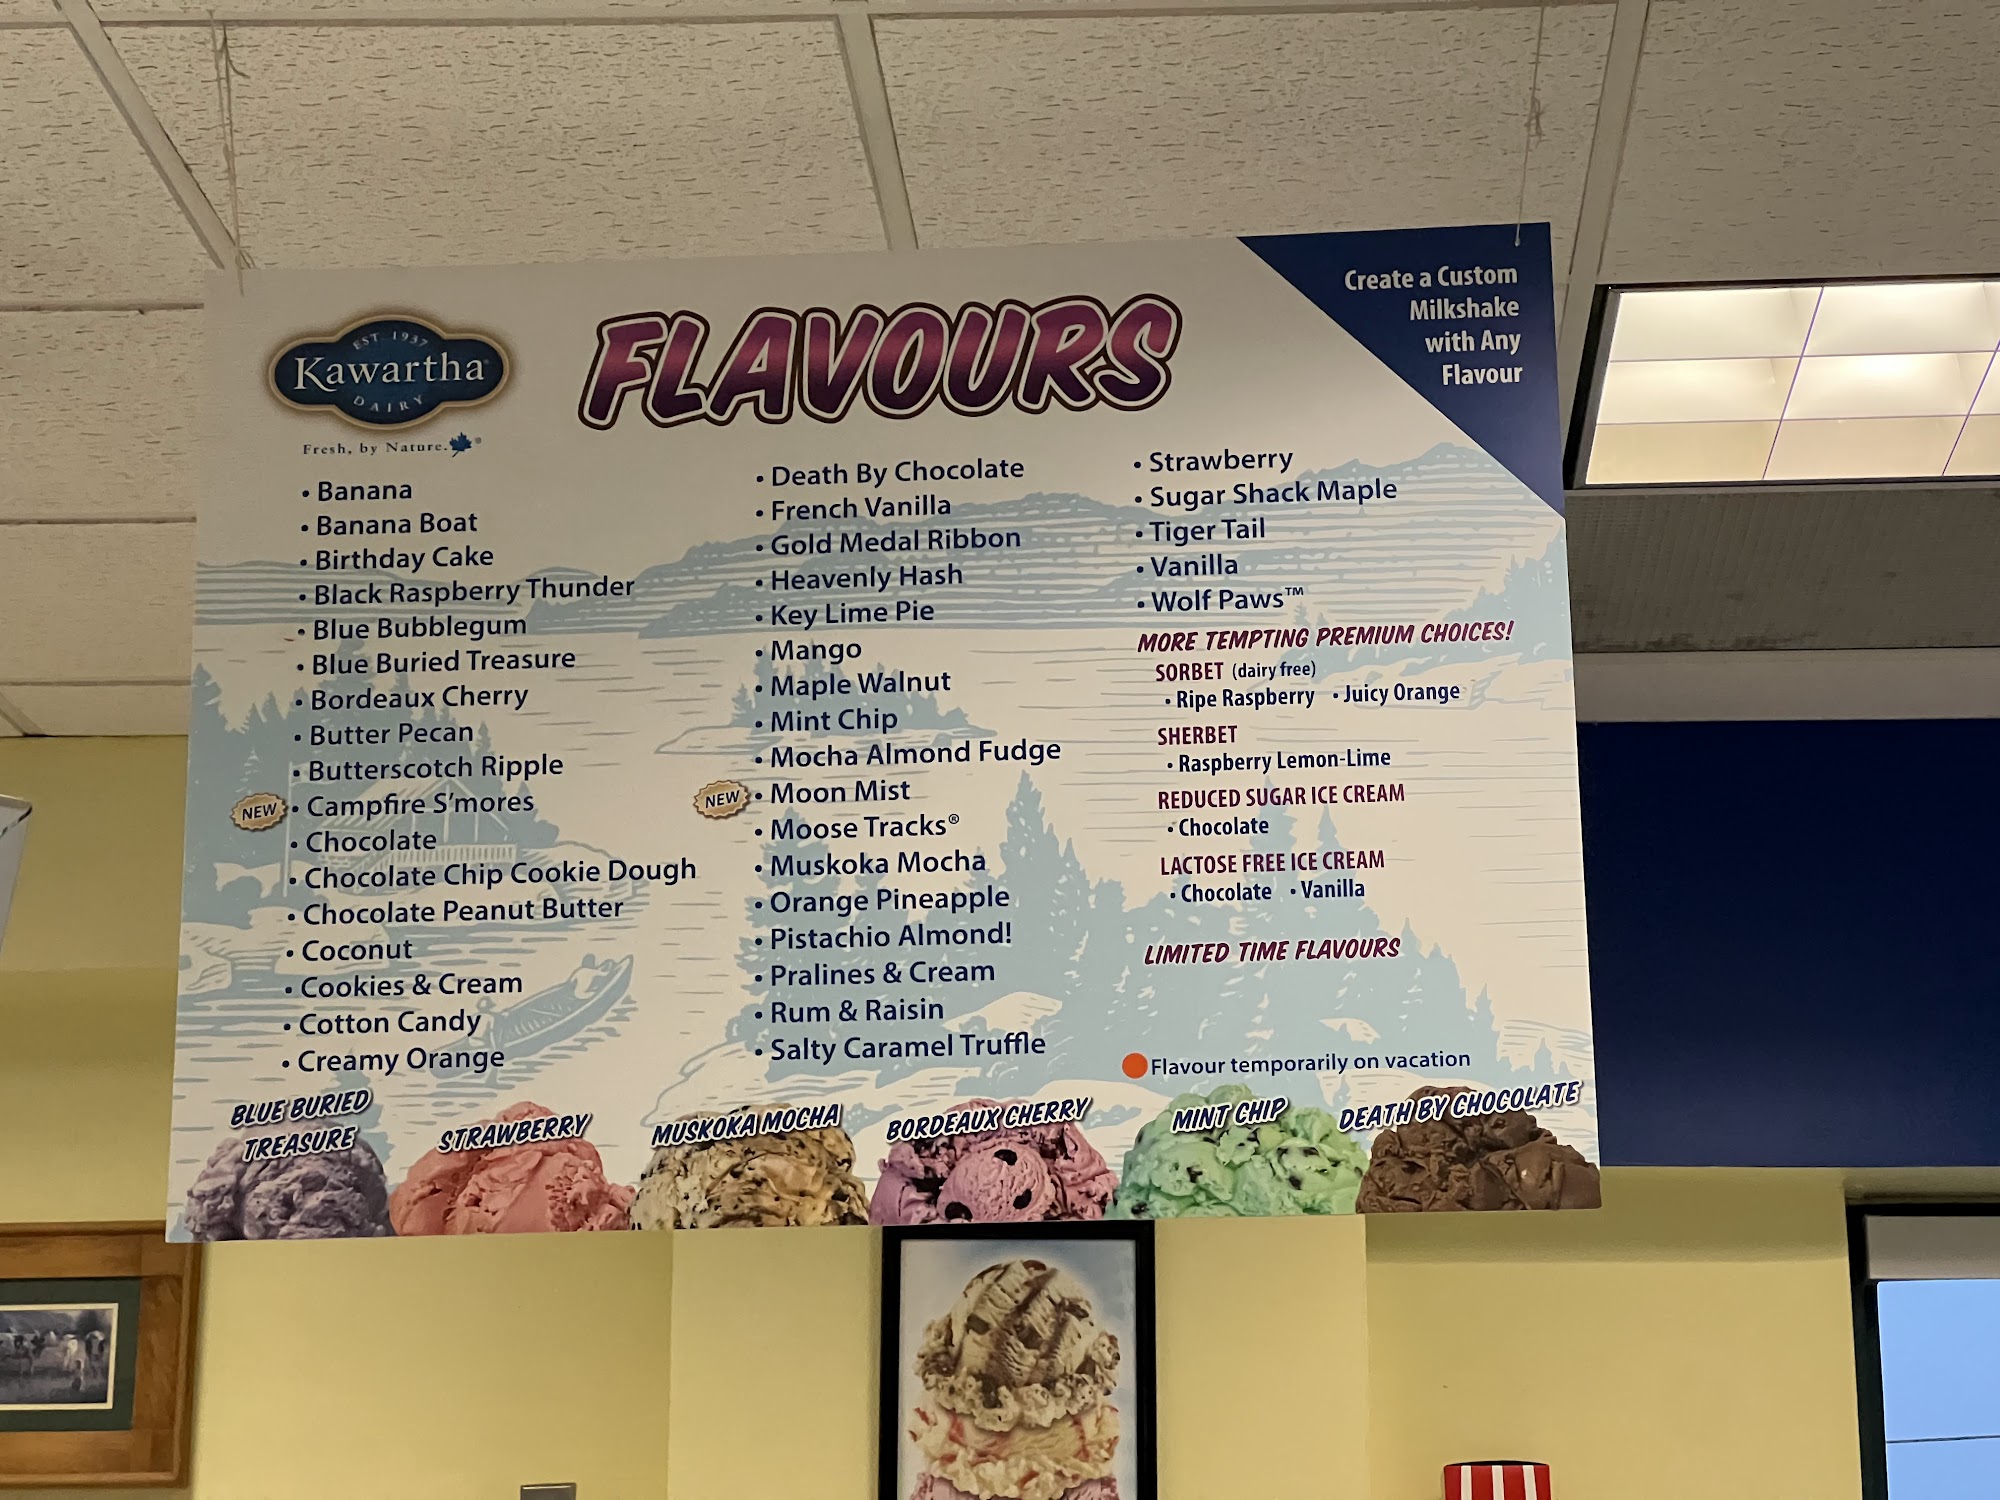 EST. 1937
Kawartha
DAIRY
Fresh, by Nature.®
FLAVOURS
Create a Custom
Milkshake
with Any
Flavour
• Banana
• Banana Boat
• Birthday Cake
• Black Raspberry Thunder
• Blue Bubblegum
• Blue Buried Treasure
• Bordeaux Cherry
• Butter Pecan
• Butterscotch Ripple
NEW • Campfire S'mores
• Chocolate
• Chocolate Chip Cookie Dough
• Chocolate Peanut Butter
• Coconut
• Cookies & Cream
• Cotton Candy
• Creamy Orange
• Death By Chocolate
• French Vanilla
• Gold Medal Ribbon
• Heavenly Hash
• Key Lime Pie
• Mango
• Maple Walnut
• Mint Chip
• Mocha Almond Fudge
NEW • Moon Mist
• Moose Tracks®
• Muskoka Mocha
• Orange Pineapple
• Pistachio Almond!
• Pralines & Cream
• Rum & Raisin
• Salty Caramel Truffle
• Strawberry
• Sugar Shack Maple
• Tiger Tail
• Vanilla
• Wolf Paws™
MORE TEMPTING PREMIUM CHOICES!
SORBET (dairy free)
• Ripe Raspberry • Juicy Orange
SHERBET
• Raspberry Lemon-Lime
REDUCED SUGAR ICE CREAM
• Chocolate
LACTOSE FREE ICE CREAM
• Chocolate • Vanilla
LIMITED TIME FLAVOURS
Flavour temporarily on vacation
BLUE BURIED
TREASURE
STRAWBERRY
MUSKOKA MOCHA
BORDEAUX CHERRY
MINT CHIP
DEATH BY CHOCOLATE